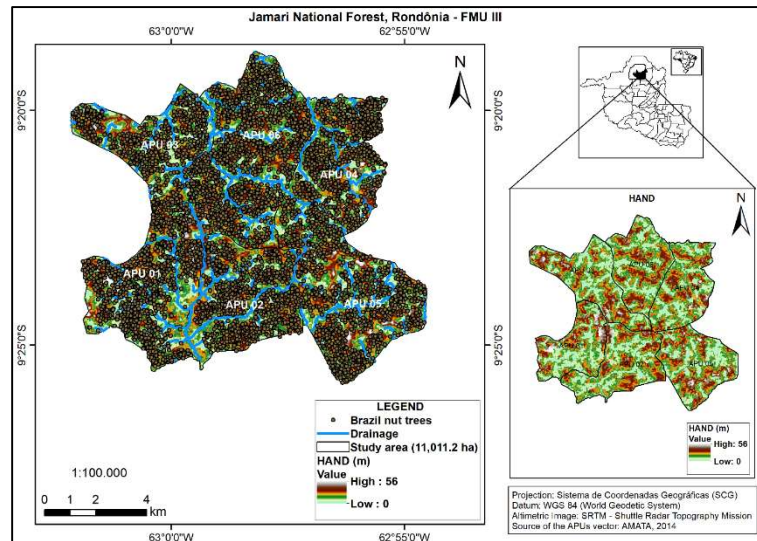 Jamari National Forest, Rondônia - FMU III
63°0'0"W
62°55'0"W
9°20'0"S
9°25'0"S
N
APU 03
APU 06
APU 04
APU 01
APU 02
APU 05
LEGEND
Brazil nut trees
Drainage
Study area (11,011.2 ha)
HAND (m)
Value
High : 56
Low : 0
1:100.000
0 1 2 4
km
63°0'0"W
62°55'0"W
9°20'0"S
9°25'0"S
N
HAND
N
HAND (m)
Value
High: 56
Low: 0
Projection: Sistema de Coordenadas Geográficas (SCG)
Datum: WGS 84 (World Geodetic System)
Altimetric Image: SRTM - Shuttle Radar Topography Mission
Source of the APUs vector: AMATA, 2014